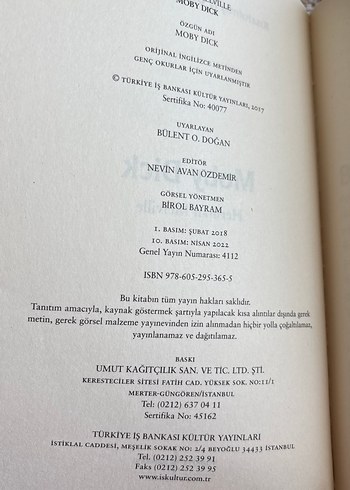 MOBY DICK
ÖZGÜN ADI
MOBY DICK
ORİJİNAL İNGİLİZCE METİNDEN
GENÇ OKURLAR İÇİN UYARLANMIŞTIR
© TÜRKİYE İŞ BANKASI KÜLTÜR YAYINLARI, 2017
Sertifika No: 40077
UYARLAYAN
BÜLENT O. DOĞAN
EDİTÖR
NEVİN AVAN ÖZDEMİR
GÖRSEL YÖNETMEN
BİROL BAYRAM
1. BASIM: ŞUBAT 2018
10. BASIM: NİSAN 2022
Genel Yayın Numarası: 4112
ISBN 978-605-295-365-5
Bu kitabın tüm yayın hakları saklıdır.
Tanıtım amacıyla, kaynak göstermek şartıyla yapılacak kısa alıntılar dışında gerek
metin, gerek görsel malzeme yayınevinden izin alınmadan hiçbir yolla çoğaltılamaz,
yayınlanamaz ve dağıtılamaz.
BASKI
UMUT KAĞITÇILIK SAN. VE TİC. LTD. ŞTİ.
KERESTECİLER SİTESİ FATİH CAD. YÜKSEK SOK. NO:11/1
MERTER-GÜNGÖREN/İSTANBUL
Tel: (0212) 637 04 11
Sertifika No: 45162
TÜRKİYE İŞ BANKASI KÜLTÜR YAYINLARI
İSTİKLAL CADDESİ, MEŞELİK SOKAK NO: 2/4 BEYOĞLU 34433 İSTANBUL
Tel. (0212) 252 39 91
Faks (0212) 252 39 95
www.iskultur.com.tr